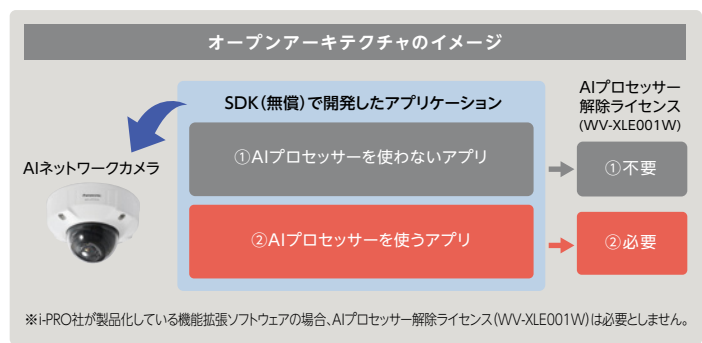 オープンアーキテクチャのイメージ
SDK(無償)で開発したアプリケーション
AIプロセッサー
解除ライセンス
(WV-XLE001W)
AIネットワークカメラ
Panasonic
①AIプロセッサーを使わないアプリ
①不要
②AIプロセッサーを使うアプリ
②必要
※i-PRO社が製品化している機能拡張ソフトウェアの場合、AIプロセッサー解除ライセンス(WV-XLE001W)は必要としません。